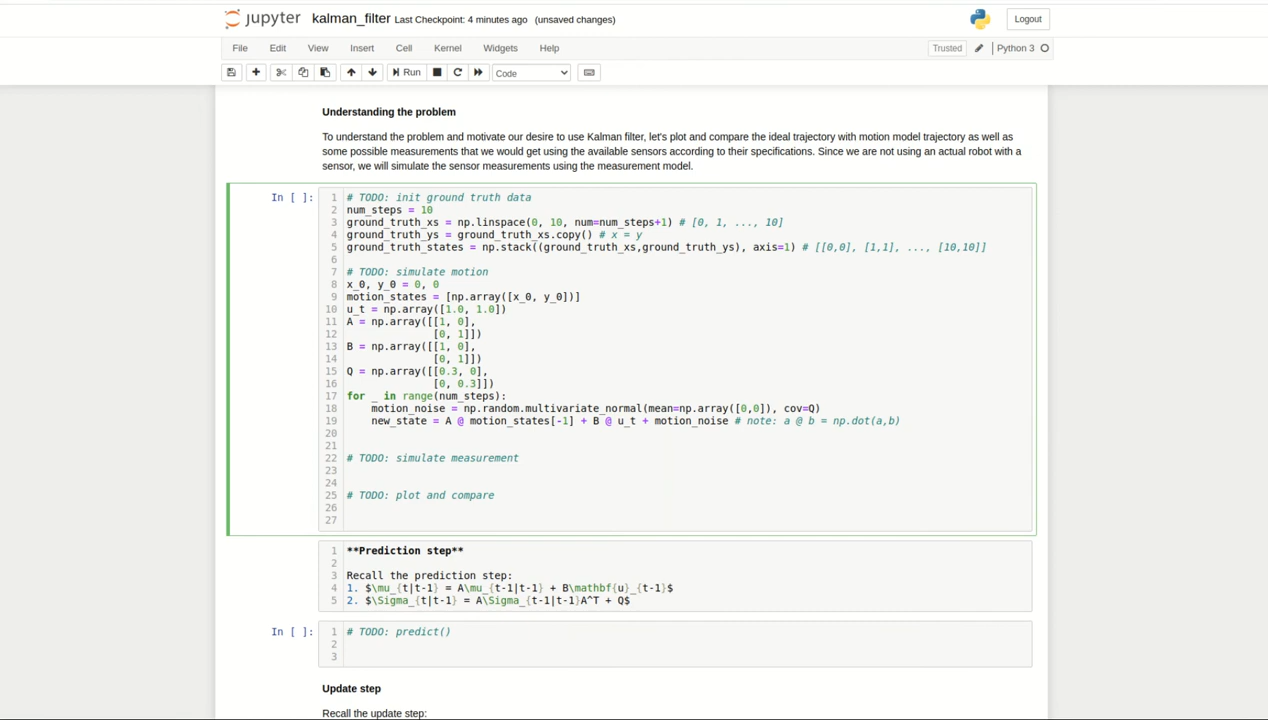 jupyter kalman_filter Last Checkpoint: 4 minutes ago (unsaved changes) Logout
File Edit View Insert Cell Kernel Widgets Help Trusted Python 3
Run Code
Understanding the problem
To understand the problem and motivate our desire to use Kalman filter, let's plot and compare the ideal trajectory with motion model trajectory as well as
some possible measurements that we would get using the available sensors according to their specifications. Since we are not using an actual robot with a
sensor, we will simulate the sensor measurements using the measurement model.
In [ ]: 1 # TODO: init ground truth data
2 num_steps = 10
3 ground_truth_xs = np.linspace(0, 10, num=num_steps+1) # [0, 1, ..., 10]
4 ground_truth_ys = ground_truth_xs.copy() # x = y
5 ground_truth_states = np.stack((ground_truth_xs,ground_truth_ys), axis=1) # [[0,0], [1,1], ..., [10,10]]
6
7 # TODO: simulate motion
8 x_0, y_0 = 0, 0
9 motion_states = [np.array([x_0, y_0])]
10 u_t = np.array([1.0, 1.0])
11 A = np.array([[1, 0],
12 [0, 1]])
13 B = np.array([[1, 0],
14 [0, 1]])
15 Q = np.array([[0.3, 0],
16 [0, 0.3]])
17 for _ in range(num_steps):
18 motion_noise = np.random.multivariate_normal(mean=np.array([0,0]), cov=Q)
19 new_state = A @ motion_states[-1] + B @ u_t + motion_noise # note: a @ b = np.dot(a,b)
20
21
22 # TODO: simulate measurement
23
24
25 # TODO: plot and compare
26
27
1 **Prediction step**
2
3 Recall the prediction step:
4 1. $\mu_{t|t-1} = A\mu_{t-1|t-1} + B\mathbf{u}_{t-1}$
5 2. $\Sigma_{t|t-1} = A\Sigma_{t-1|t-1}A^T + Q$
In [ ]: 1 # TODO: predict()
2
3
Update step
Recall the update step: